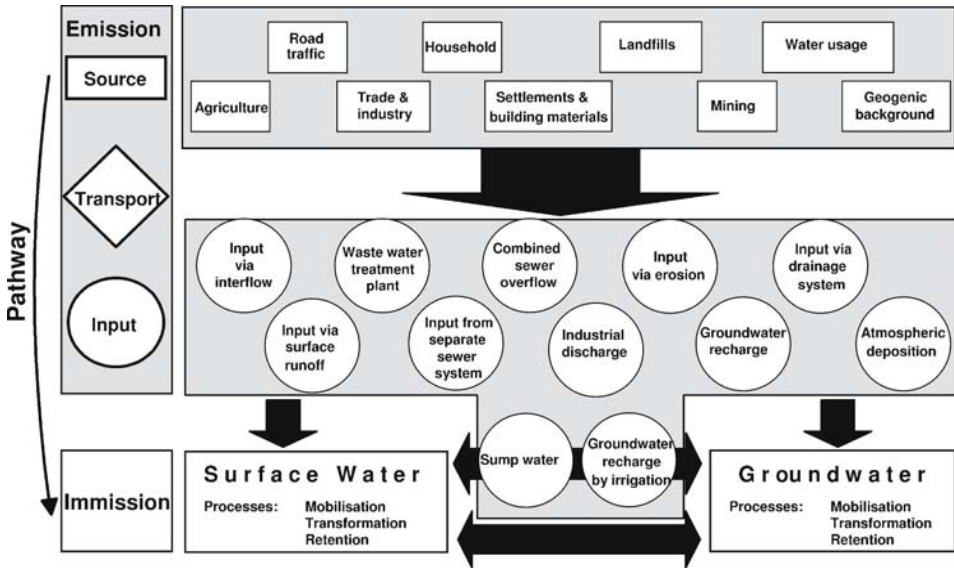 Emission
Source
Transport
Input
Pathway
Immission
Road
traffic
Household
Landfills
Water usage
Agriculture
Trade &
industry
Settlements &
building materials
Mining
Geogenic
background
Input
via
interflow
Waste water
treatment
plant
Combined
sewer
overflow
Input
via erosion
Input via
drainage
system
Input via
surface
runoff
Input from
separate
sewer
system
Industrial
discharge
Groundwater
recharge
Atmospheric
deposition
Sump water
Groundwater
recharge
by irrigation
Surface Water
Processes: Mobilisation
Transformation
Retention
Groundwater
Processes: Mobilisation
Transformation
Retention